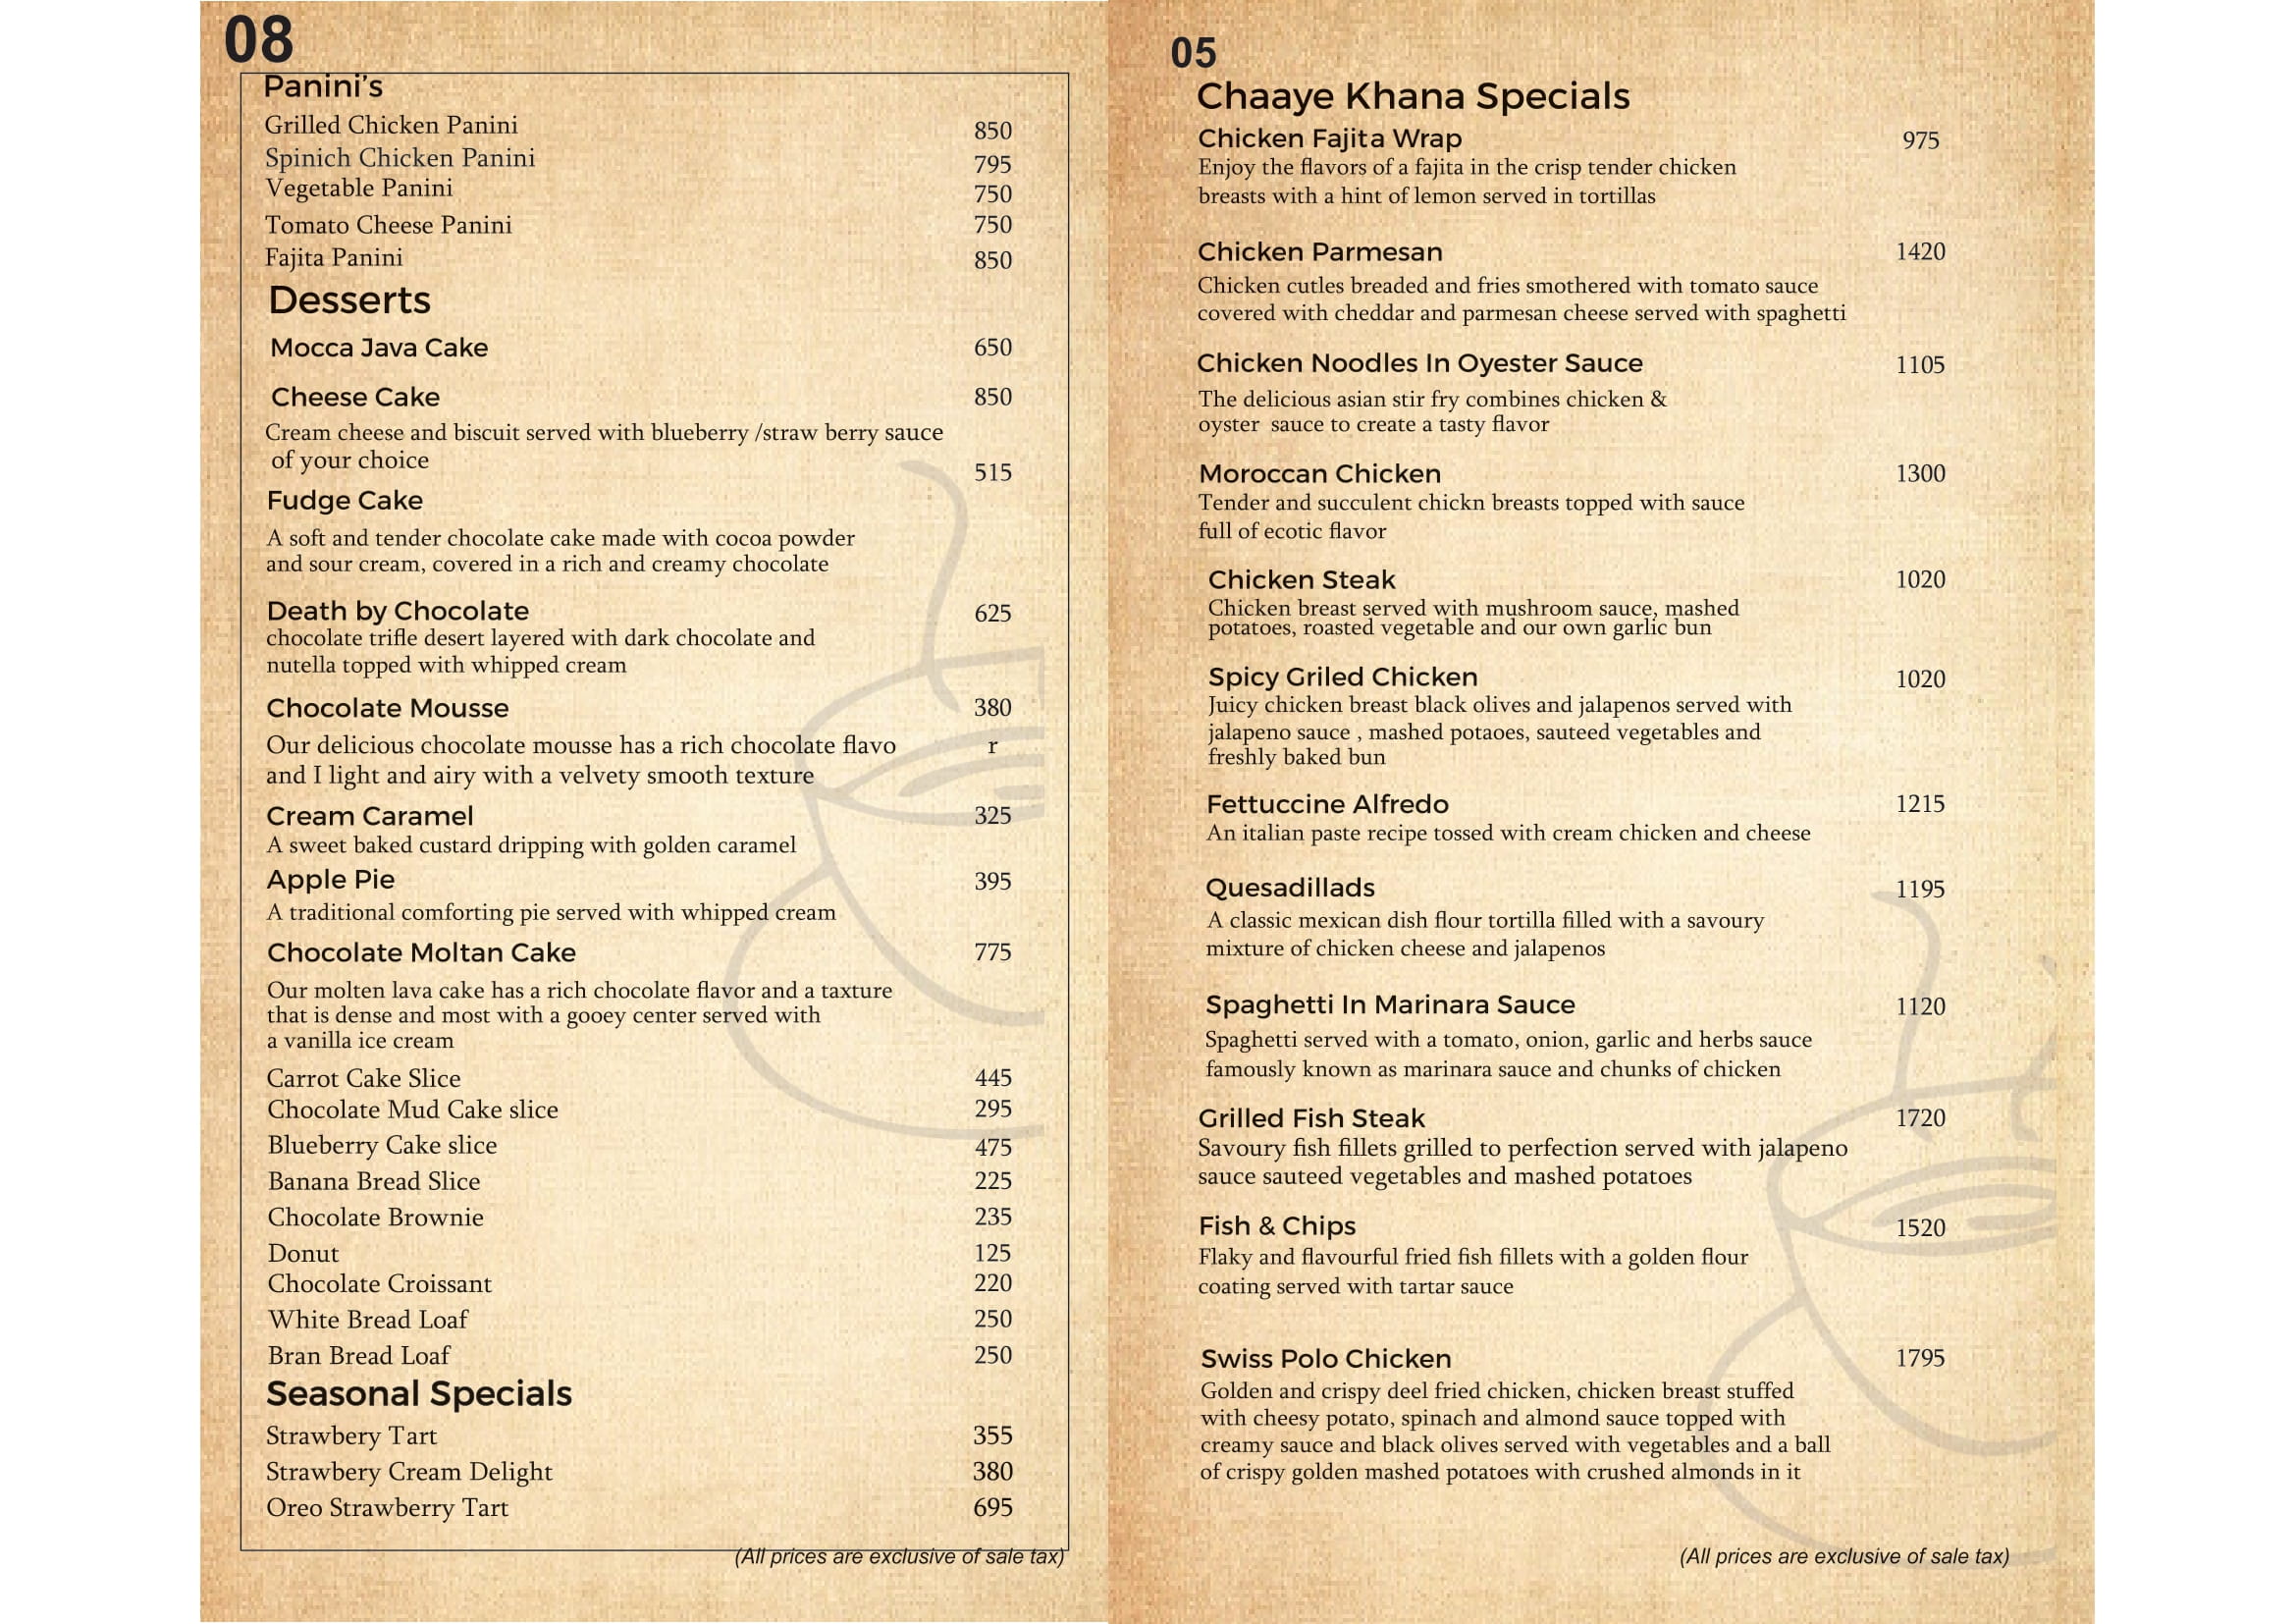 08
Panini's
Grilled Chicken Panini 850
Spinich Chicken Panini 795
Vegetable Panini 750
Tomato Cheese Panini 750
Fajita Panini 850
Desserts
Mocca Java Cake 650
Cheese Cake 850
Cream cheese and biscuit served with blueberry /straw berry sauce
of your choice
515
Fudge Cake
A soft and tender chocolate cake made with cocoa powder
and sour cream, covered in a rich and creamy chocolate
Death by Chocolate 625
chocolate trifle desert layered with dark chocolate and
nutella topped with whipped cream
Chocolate Mousse 380
Our delicious chocolate mousse has a rich chocolate flavo r
and I light and airy with a velvety smooth texture
Cream Caramel 325
A sweet baked custard dripping with golden caramel
Apple Pie 395
A traditional comforting pie served with whipped cream
Chocolate Moltan Cake 775
Our molten lava cake has a rich chocolate flavor and a taxture
that is dense and most with a gooey center served with
a vanilla ice cream
Carrot Cake Slice 445
Chocolate Mud Cake slice 295
Blueberry Cake slice 475
Banana Bread Slice 225
Chocolate Brownie 235
Donut 125
Chocolate Croissant 220
White Bread Loaf 250
Bran Bread Loaf 250
Seasonal Specials
Strawbery Tart 355
Strawbery Cream Delight 380
Oreo Strawberry Tart 695
(All prices are exclusive of sale tax)
05
Chaaye Khana Specials
Chicken Fajita Wrap 975
Enjoy the flavors of a fajita in the crisp tender chicken
breasts with a hint of lemon served in tortillas
Chicken Parmesan 1420
Chicken cutles breaded and fries smothered with tomato sauce
covered with cheddar and parmesan cheese served with spaghetti
Chicken Noodles In Oyester Sauce 1105
The delicious asian stir fry combines chicken &
oyster sauce to create a tasty flavor
Moroccan Chicken 1300
Tender and succulent chickn breasts topped with sauce
full of ecotic flavor
Chicken Steak 1020
Chicken breast served with mushroom sauce, mashed
potatoes, roasted vegetable and our own garlic bun
Spicy Griled Chicken 1020
Juicy chicken breast black olives and jalapenos served with
jalapeno sauce , mashed potaoes, sauteed vegetables and
freshly baked bun
Fettuccine Alfredo 1215
An italian paste recipe tossed with cream chicken and cheese
Quesadillads 1195
A classic mexican dish flour tortilla filled with a savoury
mixture of chicken cheese and jalapenos
Spaghetti In Marinara Sauce 1120
Spaghetti served with a tomato, onion, garlic and herbs sauce
famously known as marinara sauce and chunks of chicken
Grilled Fish Steak 1720
Savoury fish fillets grilled to perfection served with jalapeno
sauce sauteed vegetables and mashed potatoes
Fish & Chips 1520
Flaky and flavourful fried fish fillets with a golden flour
coating served with tartar sauce
Swiss Polo Chicken 1795
Golden and crispy deel fried chicken, chicken breast stuffed
with cheesy potato, spinach and almond sauce topped with
creamy sauce and black olives served with vegetables and a ball
of crispy golden mashed potatoes with crushed almonds in it
(All prices are exclusive of sale tax)